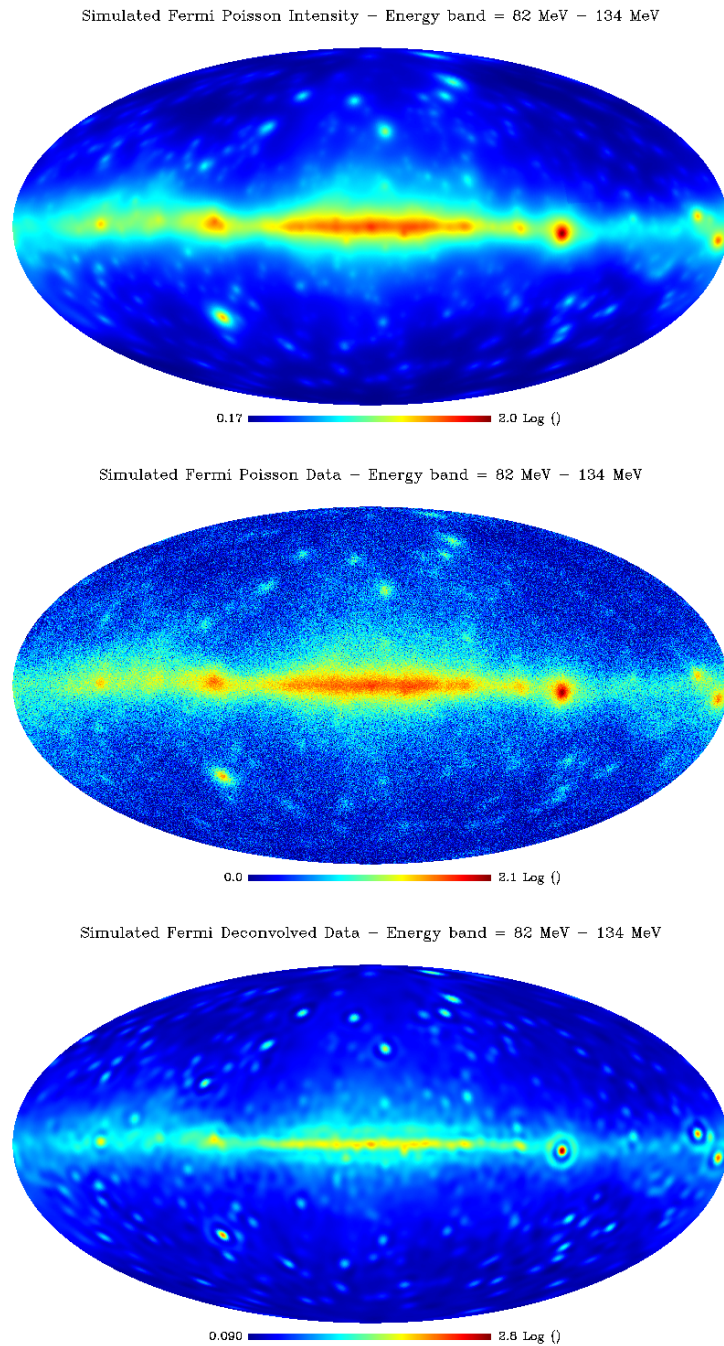 Simulated Fermi Poisson Intensity – Energy band = 82 MeV – 134 MeV
0.17 2.0 Log ()
Simulated Fermi Poisson Data – Energy band = 82 MeV – 134 MeV
0.0 2.1 Log ()
Simulated Fermi Deconvolved Data – Energy band = 82 MeV – 134 MeV
0.090 2.8 Log ()